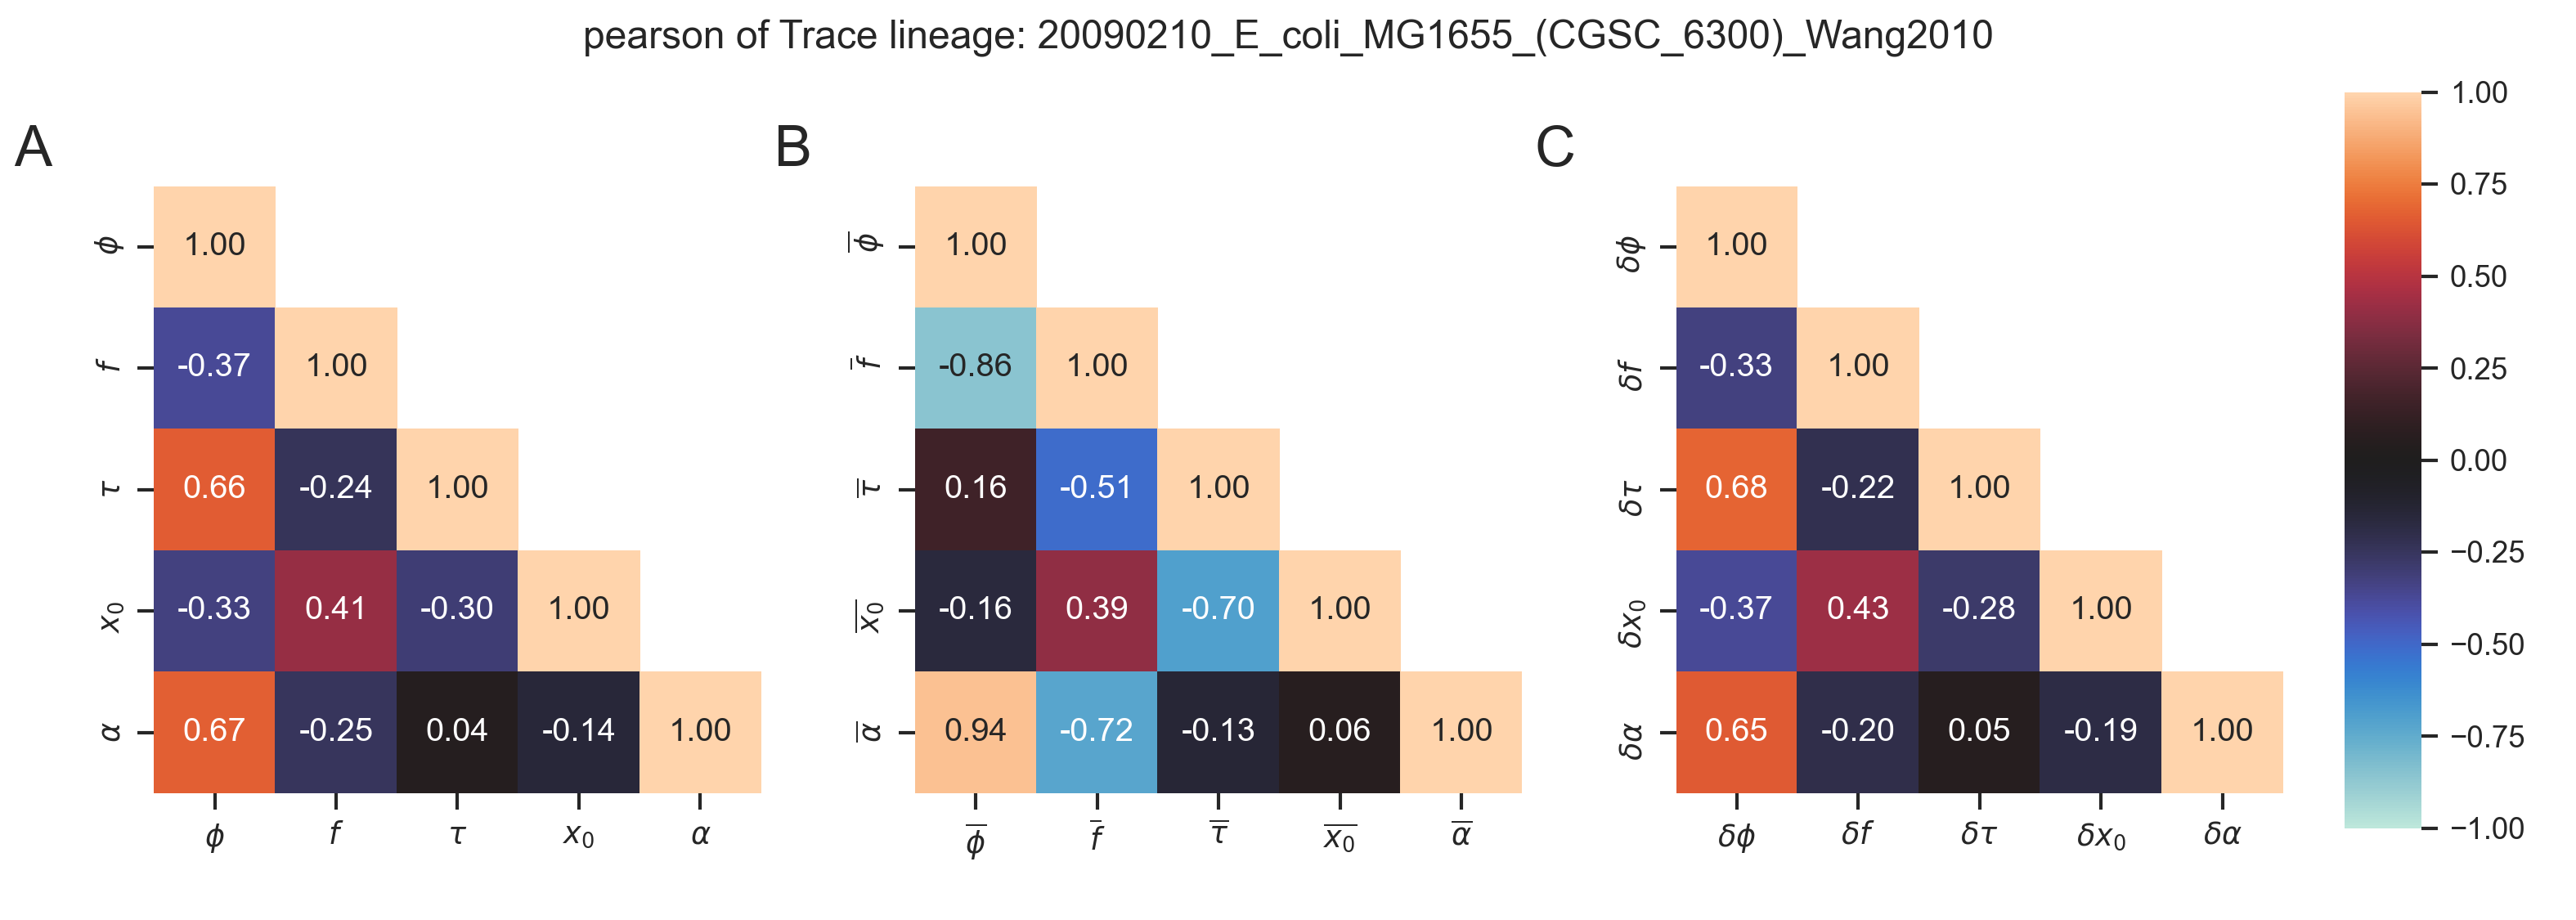 pearson of Trace lineage: 20090210_E_coli_MG1655_(CGSC_6300)_Wang2010
A
ϕ 1.00
f -0.37 1.00
τ 0.66 -0.24 1.00
x₀ -0.33 0.41 -0.30 1.00
α 0.67 -0.25 0.04 -0.14 1.00
ϕ f τ x₀ α
B
ϕ̅ 1.00
f̅ -0.86 1.00
τ̅ 0.16 -0.51 1.00
x̅₀̅ -0.16 0.39 -0.70 1.00
α̅ 0.94 -0.72 -0.13 0.06 1.00
ϕ̅ f̅ τ̅ x̅₀̅ α̅
C
δϕ 1.00
δf -0.33 1.00
δτ 0.68 -0.22 1.00
δx₀ -0.37 0.43 -0.28 1.00
δα 0.65 -0.20 0.05 -0.19 1.00
δϕ δf δτ δx₀ δα
1.00
0.75
0.50
0.25
0.00
−0.25
−0.50
−0.75
−1.00